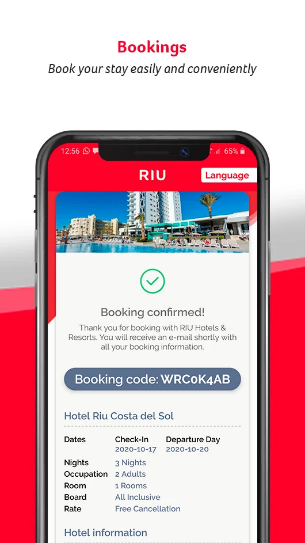 Bookings
Book your stay easily and conveniently
12:56 65%
RIU
Language
Booking confirmed!
Thank you for booking with RIU Hotels &
Resorts. You will receive an e-mail shortly with
all your booking information.
Booking code: WRC0K4AB
Hotel Riu Costa del Sol
Dates Check-In Departure Day
2020-10-17 2020-10-20
Nights 3 Nights
Occupation 2 Adults
Room 1 Rooms
Board All Inclusive
Rate Free Cancellation
Hotel information